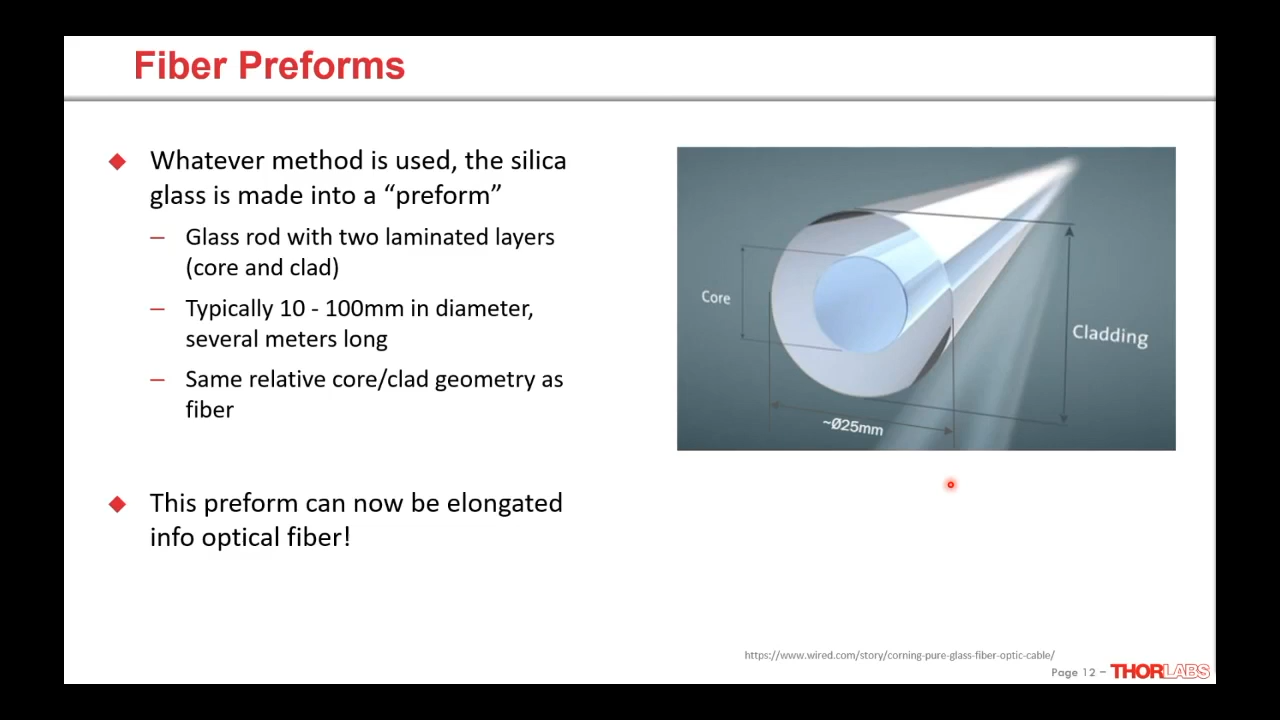 Fiber Preforms
Whatever method is used, the silica
glass is made into a “preform”
– Glass rod with two laminated layers
(core and clad)
– Typically 10 - 100mm in diameter,
several meters long
– Same relative core/clad geometry as
fiber
This preform can now be elongated
info optical fiber!
Core
Cladding
~Ø25mm
https://www.wired.com/story/corning-pure-glass-fiber-optic-cable/
Page 12 – THORLABS